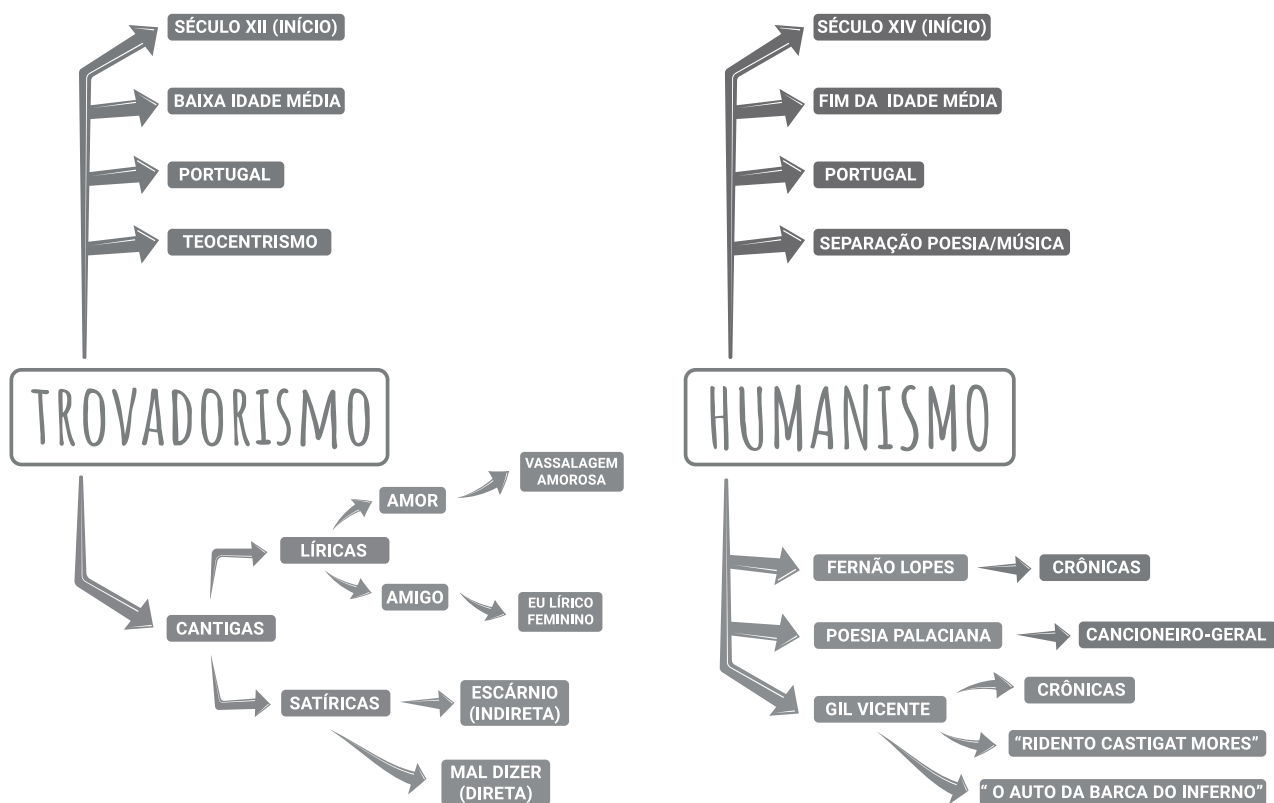 SÉCULO XII (INÍCIO)
BAIXA IDADE MÉDIA
PORTUGAL
TEOCENTRISMO
TROVADORISMO
CANTIGAS
LÍRICAS
AMOR
VASSALAGEM
AMOROSA
AMIGO
EU LÍRICO
FEMININO
SATÍRICAS
ESCÁRNIO
(INDIRETA)
MAL DIZER
(DIRETA)
SÉCULO XIV (INÍCIO)
FIM DA IDADE MÉDIA
PORTUGAL
SEPARAÇÃO POESIA/MÚSICA
HUMANISMO
FERNÃO LOPES
CRÔNICAS
POESIA PALACIANA
CANCIONEIRO-GERAL
GIL VICENTE
CRÔNICAS
“RIDENTO CASTIGAT MORES”
“ O AUTO DA BARCA DO INFERNO”